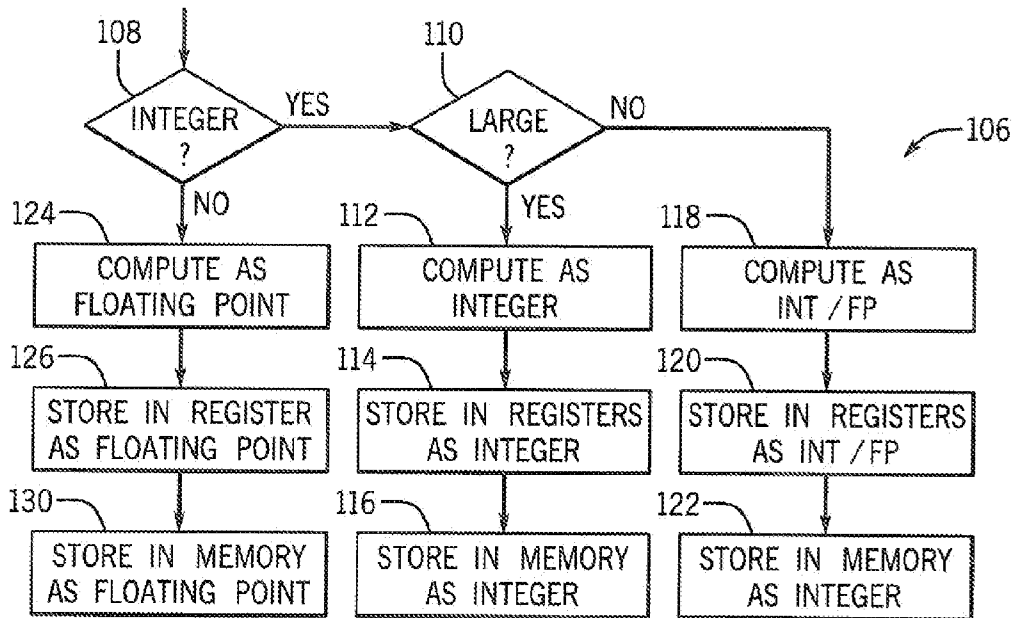 108
110
INTEGER
?
YES
LARGE
?
NO
106
NO
YES
124
COMPUTE AS
FLOATING POINT
112
COMPUTE AS
INTEGER
118
COMPUTE AS
INT / FP
126
STORE IN REGISTER
AS FLOATING POINT
114
STORE IN REGISTERS
AS INTEGER
120
STORE IN REGISTERS
AS INT / FP
130
STORE IN MEMORY
AS FLOATING POINT
116
STORE IN MEMORY
AS INTEGER
122
STORE IN MEMORY
AS INTEGER